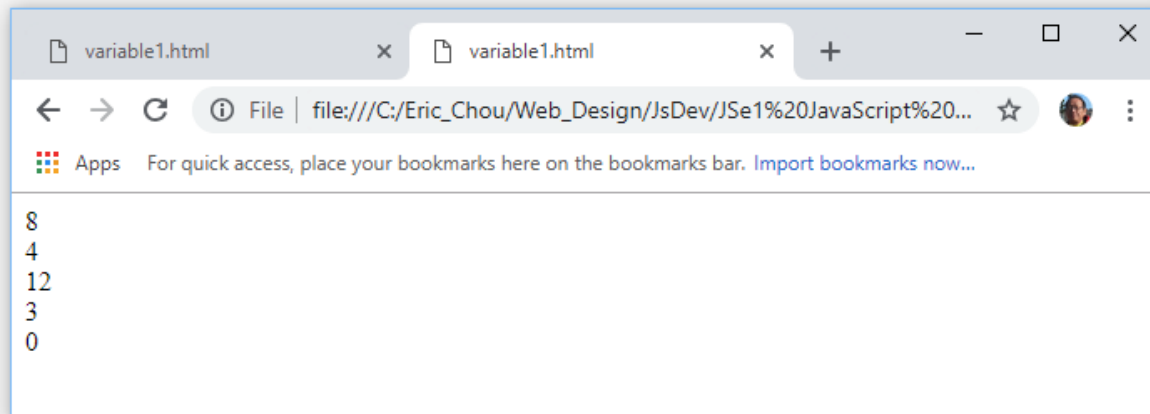 variable1.html
variable1.html
File file:///C:/Eric_Chou/Web_Design/JsDev/JSe1%20JavaScript%20...
Apps For quick access, place your bookmarks here on the bookmarks bar. Import bookmarks now...
8
4
12
3
0